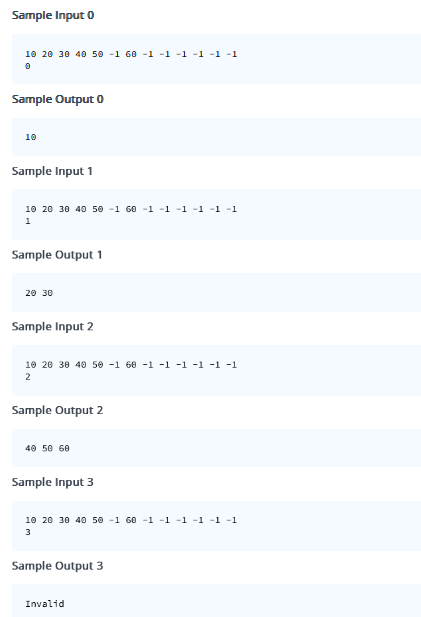 Sample Input 0
10 20 30 40 50 -1 60 -1 -1 -1 -1 -1 -1
0
Sample Output 0
10
Sample Input 1
10 20 30 40 50 -1 60 -1 -1 -1 -1 -1 -1
1
Sample Output 1
20 30
Sample Input 2
10 20 30 40 50 -1 60 -1 -1 -1 -1 -1 -1
2
Sample Output 2
40 50 60
Sample Input 3
10 20 30 40 50 -1 60 -1 -1 -1 -1 -1 -1
3
Sample Output 3
Invalid